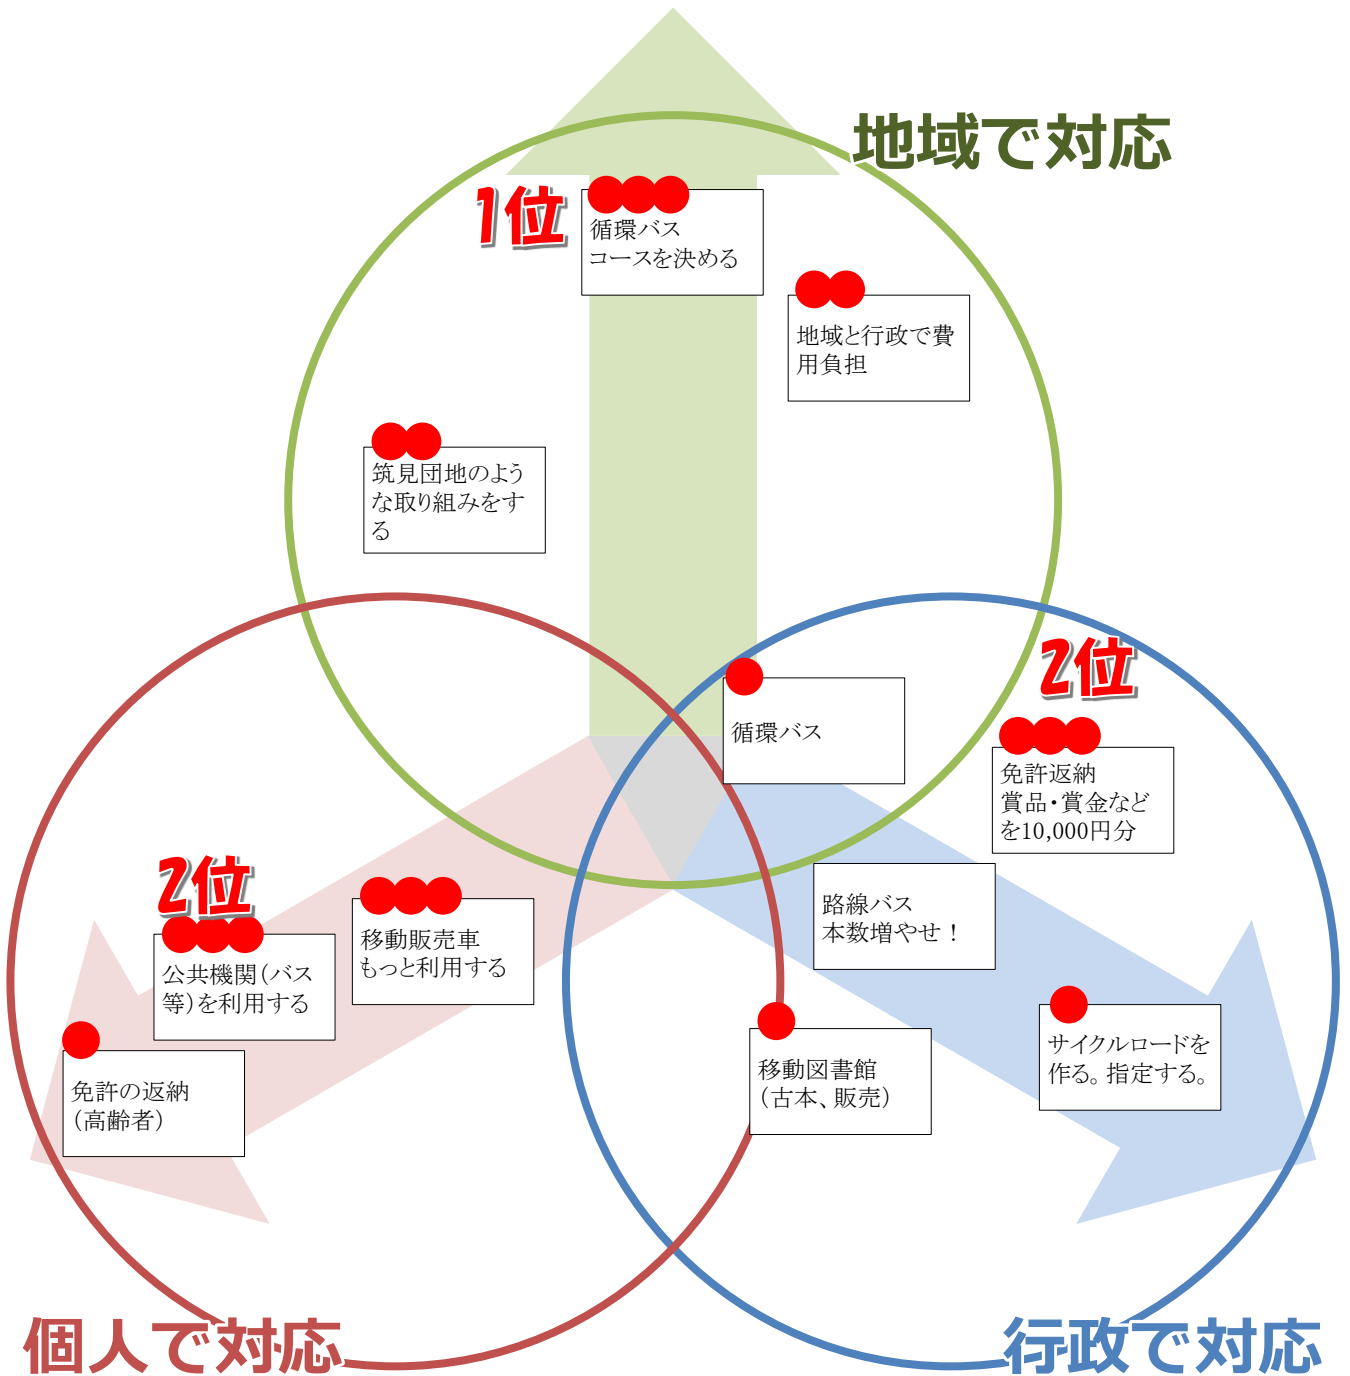 地域で対応
1位
循環バス
コースを決める
地域と行政で費
用負担
筑見団地のよう
な取り組みをす
る
2位
循環バス
免許返納
賞品・賞金など
を10,000円分
路線バス
本数増やせ！
2位
移動販売車
もっと利用する
公共機関（バス
等）を利用する
サイクルロードを
作る。指定する。
移動図書館
（古本、販売）
免許の返納
（高齢者）
個人で対応
行政で対応